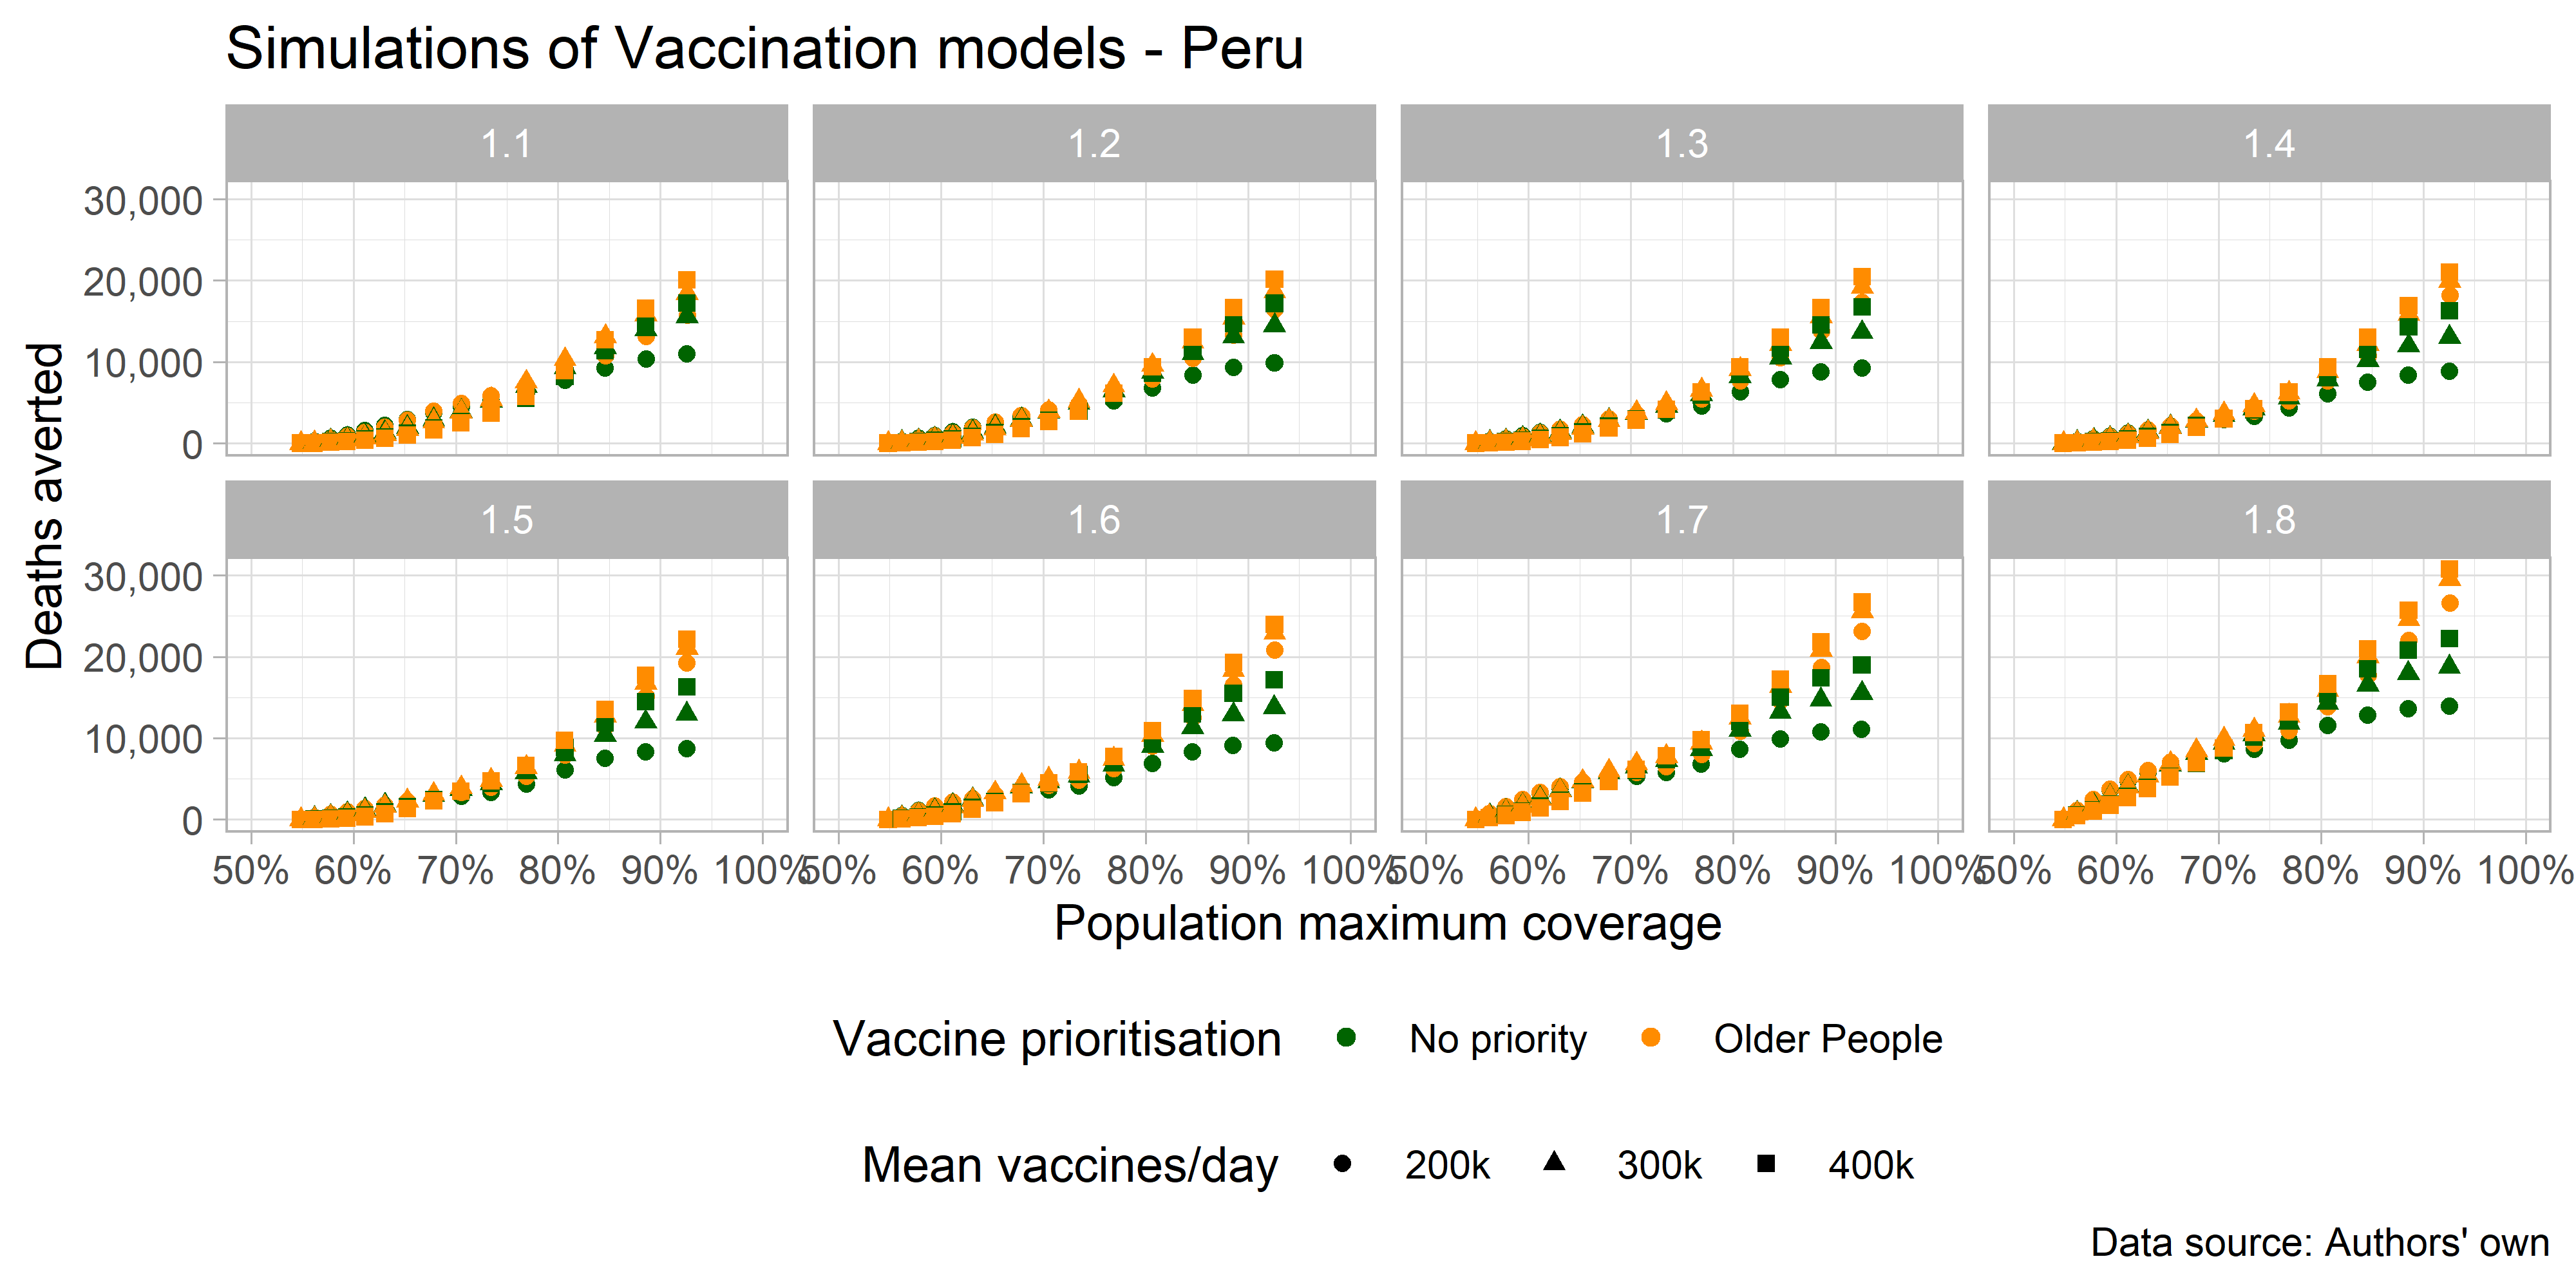 Simulations of Vaccination models - Peru
1.1 1.2 1.3 1.4
30,000
20,000
10,000
0
1.5 1.6 1.7 1.8
30,000
20,000
10,000
0
Deaths averted
50% 60% 70% 80% 90% 100% 50% 60% 70% 80% 90% 100% 50% 60% 70% 80% 90% 100% 50% 60% 70% 80% 90% 100%
Population maximum coverage
Vaccine prioritisation No priority Older People
Mean vaccines/day 200k 300k 400k
Data source: Authors' own